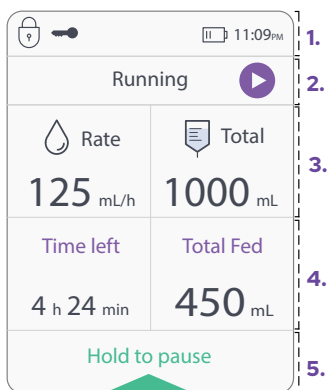 11:09PM
1.
Running
2.
Rate
Total
3.
125 mL/h
1000 mL
Time left
Total Fed
4.
4 h 24 min
450 mL
Hold to pause
5.